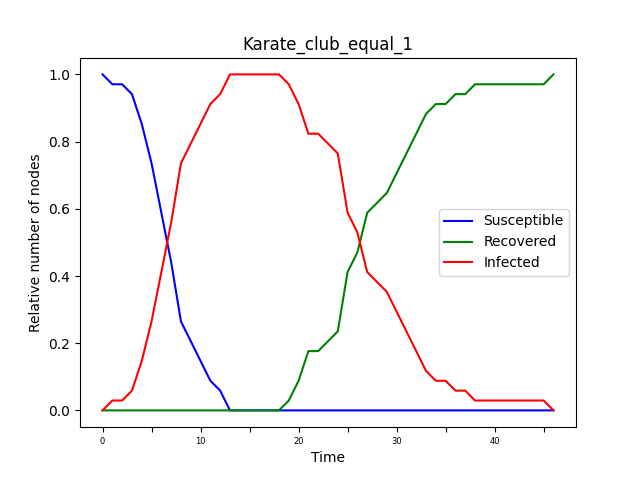 Karate_club_equal_1
Relative number of nodes
1.0
0.8
0.6
0.4
0.2
0.0
Susceptible
Recovered
Infected
0 10 20 30 40
Time